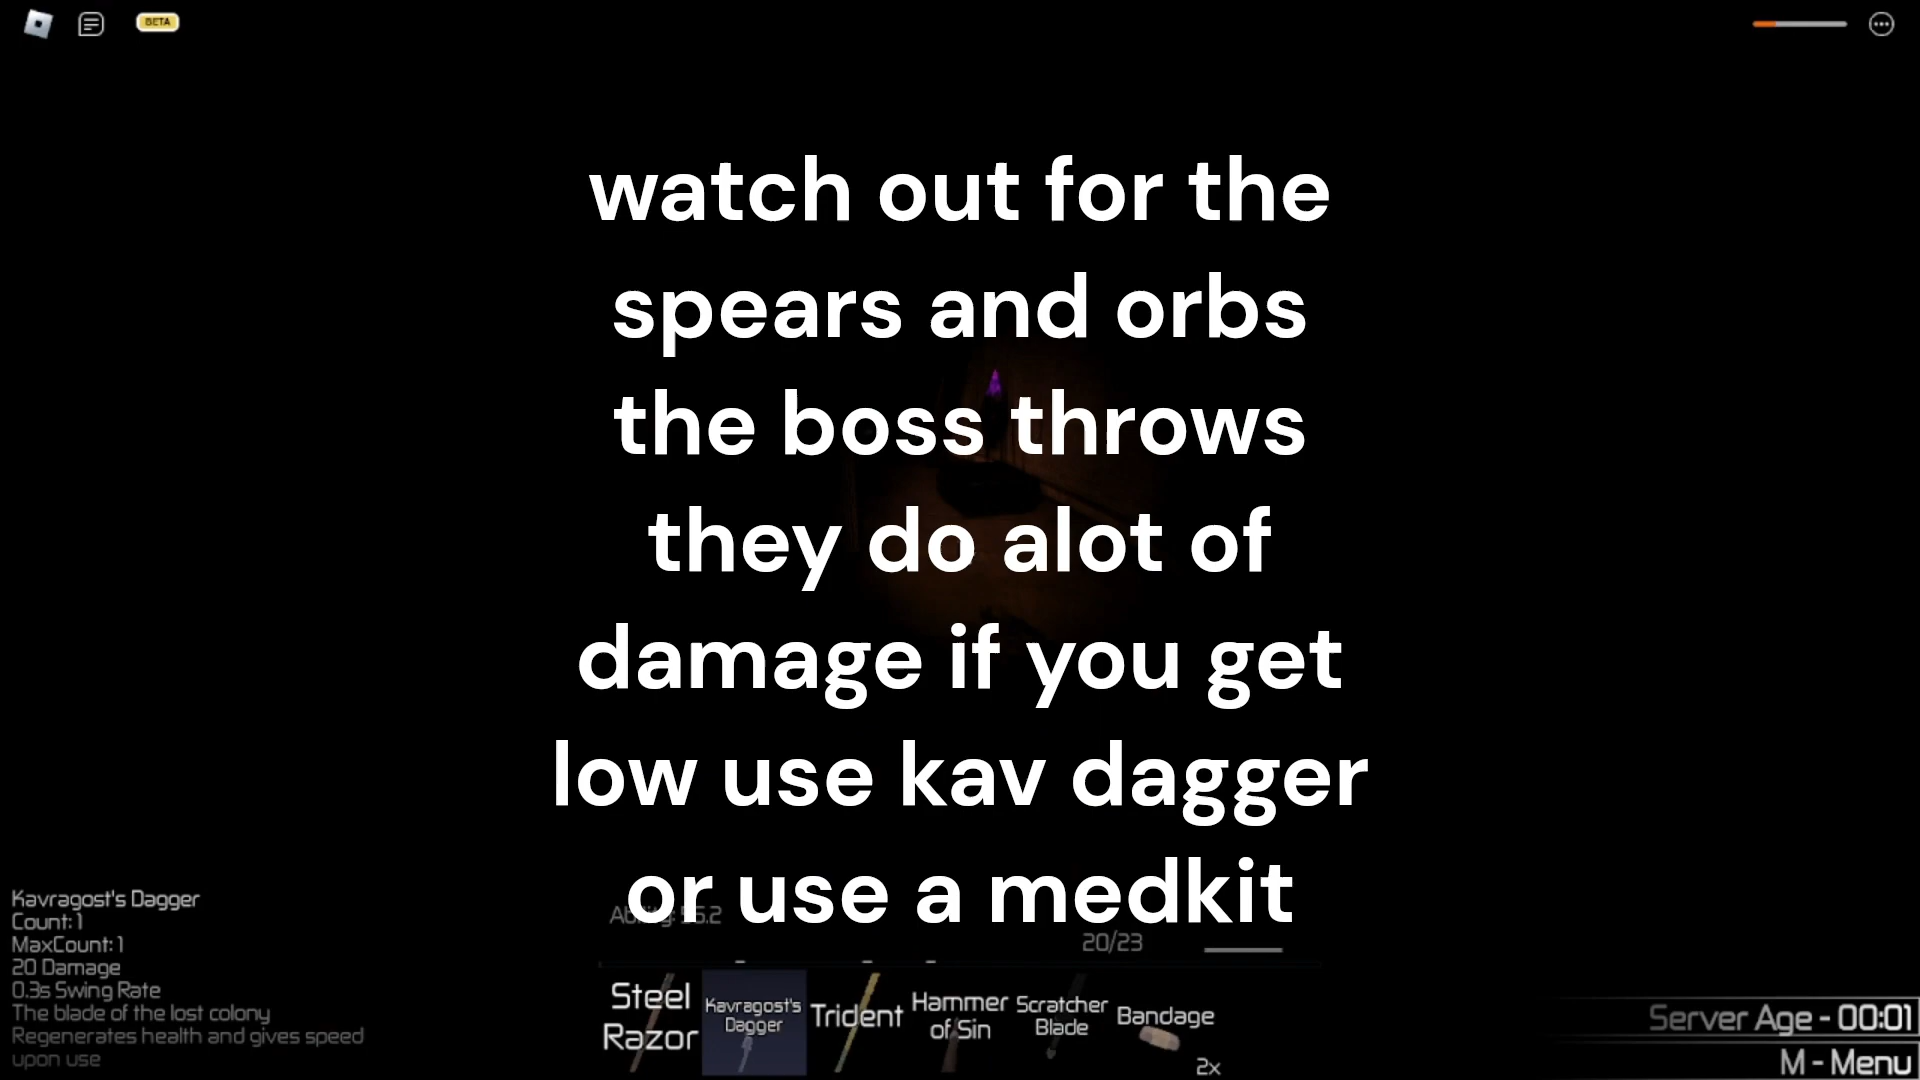 BETA
watch out for the
spears and orbs
the boss throws
they do alot of
damage if you get
low use kav dagger
or use a medkit
Kavragost's Dagger
Count: 1
MaxCount: 1
20 Damage
0.3s Swing Rate
The blade of the lost colony
Regenerates health and gives speed
upon use
20/23
Steel
Razor
Kavragost's
Dagger
Trident
Hammer
of Sin
Scratcher
Blade
Bandage
2x
Server Age - 00:01
M - Menu